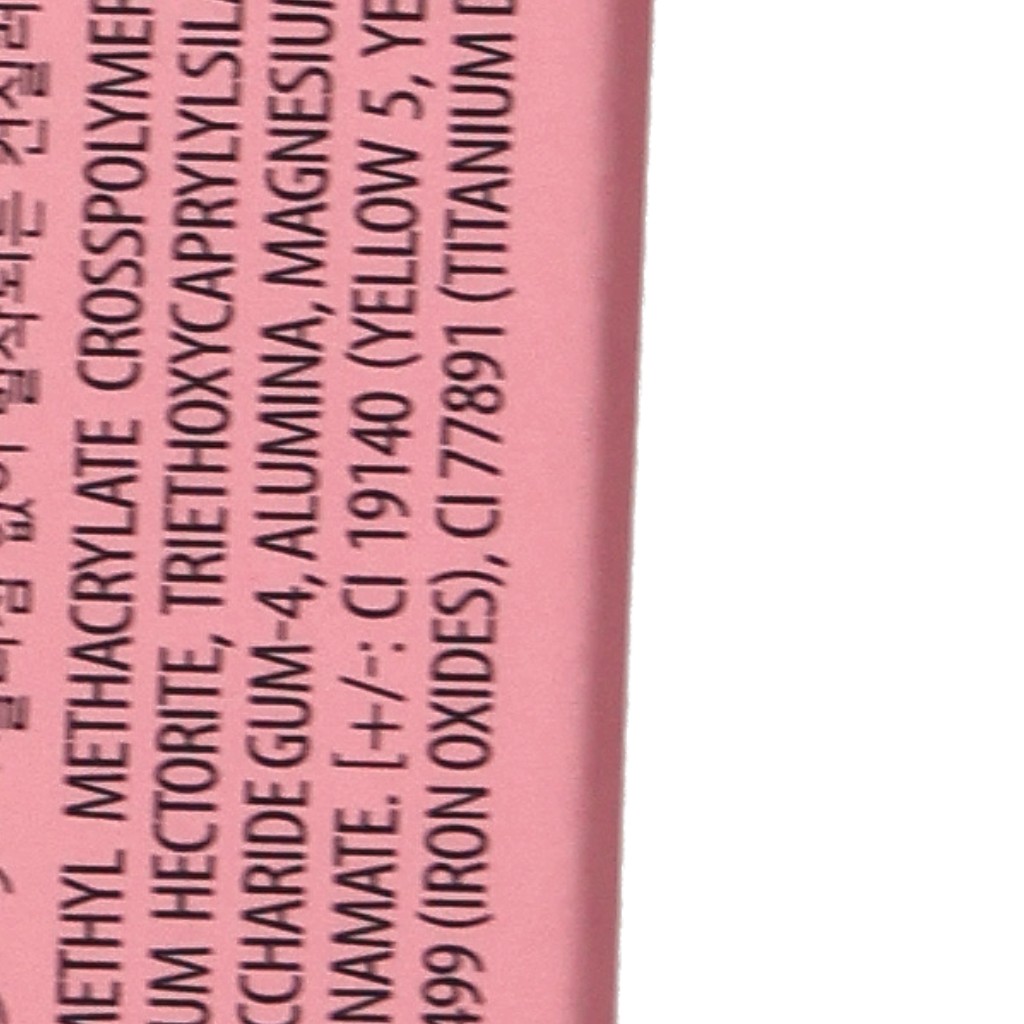 METHYL METHACRYLATE CROSSPOLYMER
UM HECTORITE, TRIETHOXYCAPRYLYLSILA
CCHARIDE GUM-4, ALUMINA, MAGNESIUM
NAMATE. [+/-: CI 19140 (YELLOW 5, YE
499 (IRON OXIDES), CI 77891 (TITANIUM D